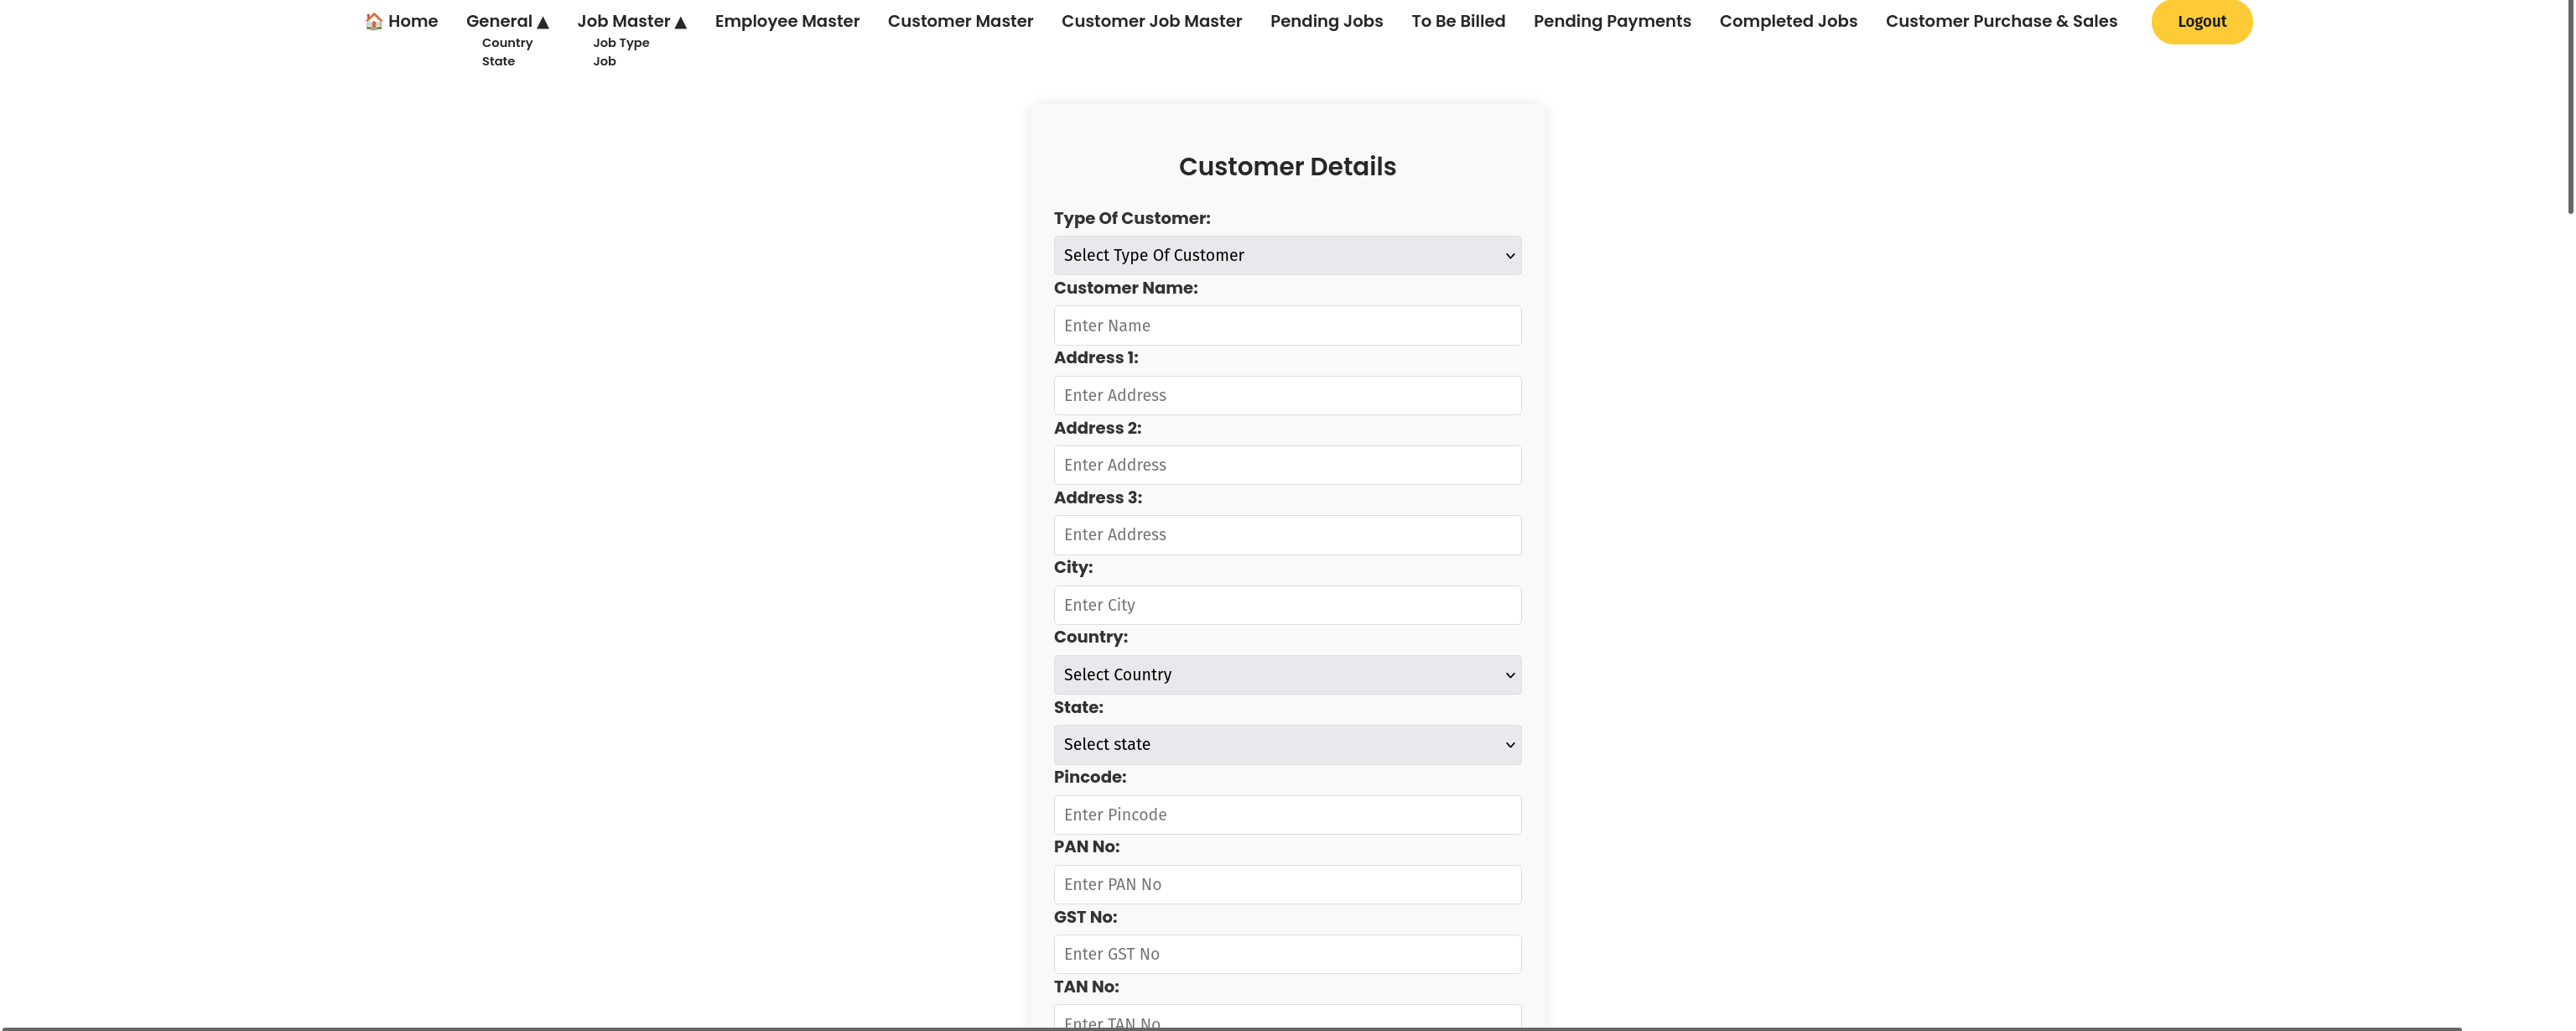 🏠 Home General ▲ Job Master ▲ Employee Master Customer Master Customer Job Master Pending Jobs To Be Billed Pending Payments Completed Jobs Customer Purchase & Sales Logout
Country Job Type
State Job
Customer Details
Type Of Customer:
Select Type Of Customer
Customer Name:
Enter Name
Address 1:
Enter Address
Address 2:
Enter Address
Address 3:
Enter Address
City:
Enter City
Country:
Select Country
State:
Select state
Pincode:
Enter Pincode
PAN No:
Enter PAN No
GST No:
Enter GST No
TAN No:
Enter TAN No